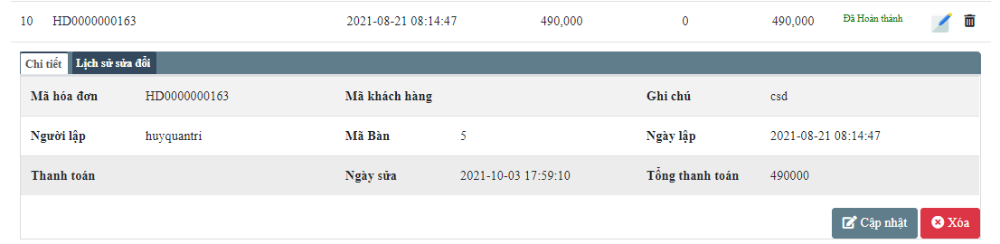 10 HD0000000163 2021-08-21 08:14:47 490,000 0 490,000 Đã Hoàn thành
Chi tiết Lịch sử sửa đổi
Mã hóa đơn HD0000000163 Mã khách hàng Ghi chú csd
Người lập huyquantri Mã Bàn 5 Ngày lập 2021-08-21 08:14:47
Thanh toán Ngày sửa 2021-10-03 17:59:10 Tổng thanh toán 490000
Cập nhật Xóa